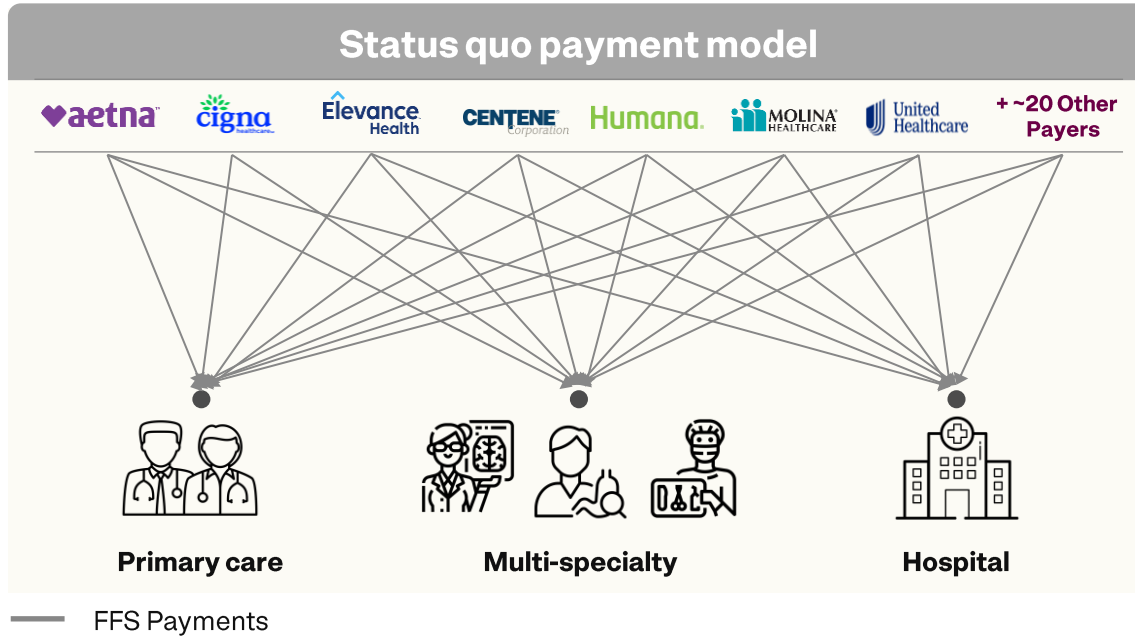 Status quo payment model
aetna™
cigna
healthcare
Elevance
Health
CENTENE®
Corporation
Humana®
MOLINA®
HEALTHCARE
United
Healthcare
+ ~20 Other
Payers
Primary care
Multi-specialty
Hospital
FFS Payments